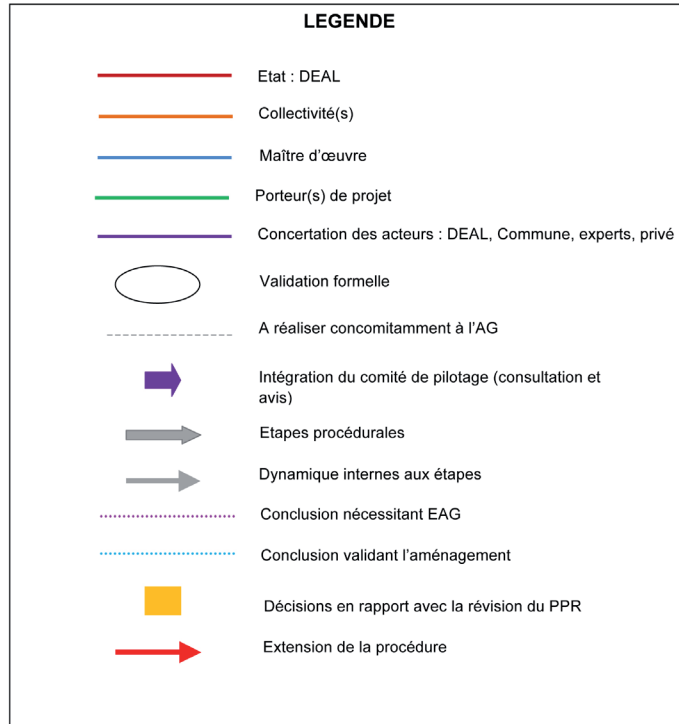 LEGENDE
Etat : DEAL
Collectivité(s)
Maître d’œuvre
Porteur(s) de projet
Concertation des acteurs : DEAL, Commune, experts, privé
Validation formelle
A réaliser concomitamment à l’AG
Intégration du comité de pilotage (consultation et
avis)
Etapes procédurales
Dynamique internes aux étapes
Conclusion nécessitant EAG
Conclusion validant l’aménagement
Décisions en rapport avec la révision du PPR
Extension de la procédure